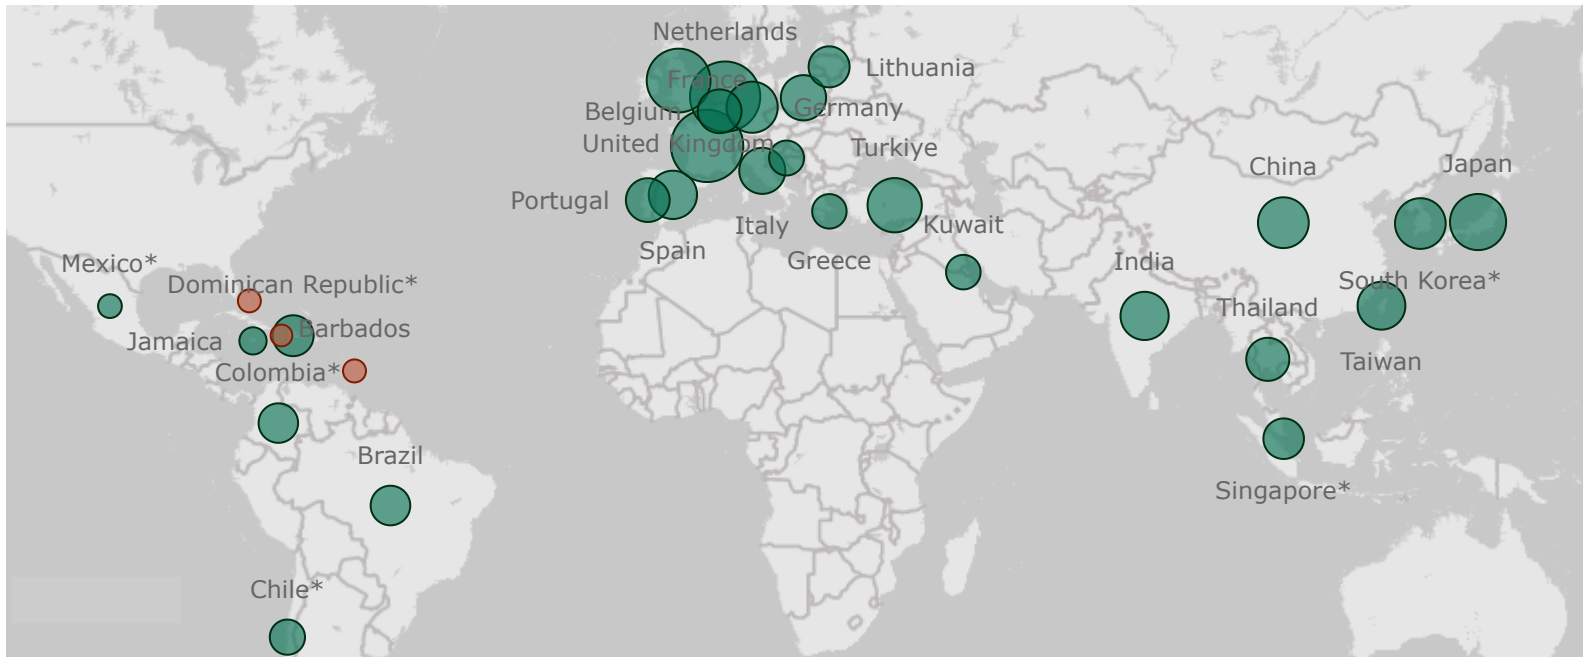 Netherlands
Lithuania
France
Belgium
Germany
United Kingdom
Turkiye
China
Japan
Portugal
Italy
Kuwait
Spain
Greece
India
Mexico*
Dominican Republic*
South Korea*
Thailand
Barbados
Jamaica
Taiwan
Colombia*
Brazil
Singapore*
Chile*